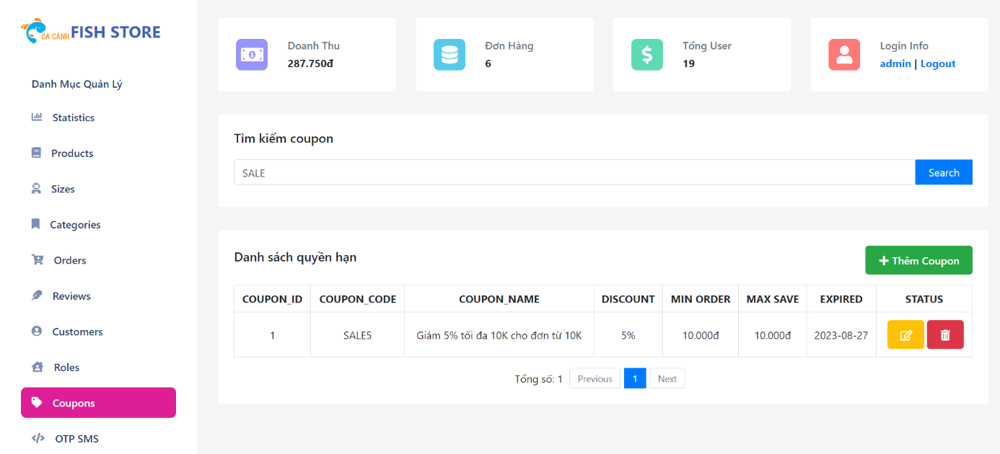 CÁ CẢNH FISH STORE
Danh Mục Quản Lý
Statistics
Products
Sizes
Categories
Orders
Reviews
Customers
Roles
Coupons
OTP SMS
Doanh Thu
287.750đ
Đơn Hàng
6
Tổng User
19
Login Info
admin | Logout
Tìm kiếm coupon
SALE Search
Danh sách quyền hạn
Thêm Coupon
COUPON_ID COUPON_CODE COUPON_NAME DISCOUNT MIN ORDER MAX SAVE EXPIRED STATUS
1 SALE5 Giảm 5% tối đa 10K cho đơn từ 10K 5% 10.000đ 10.000đ 2023-08-27
Tổng số: 1 Previous 1 Next